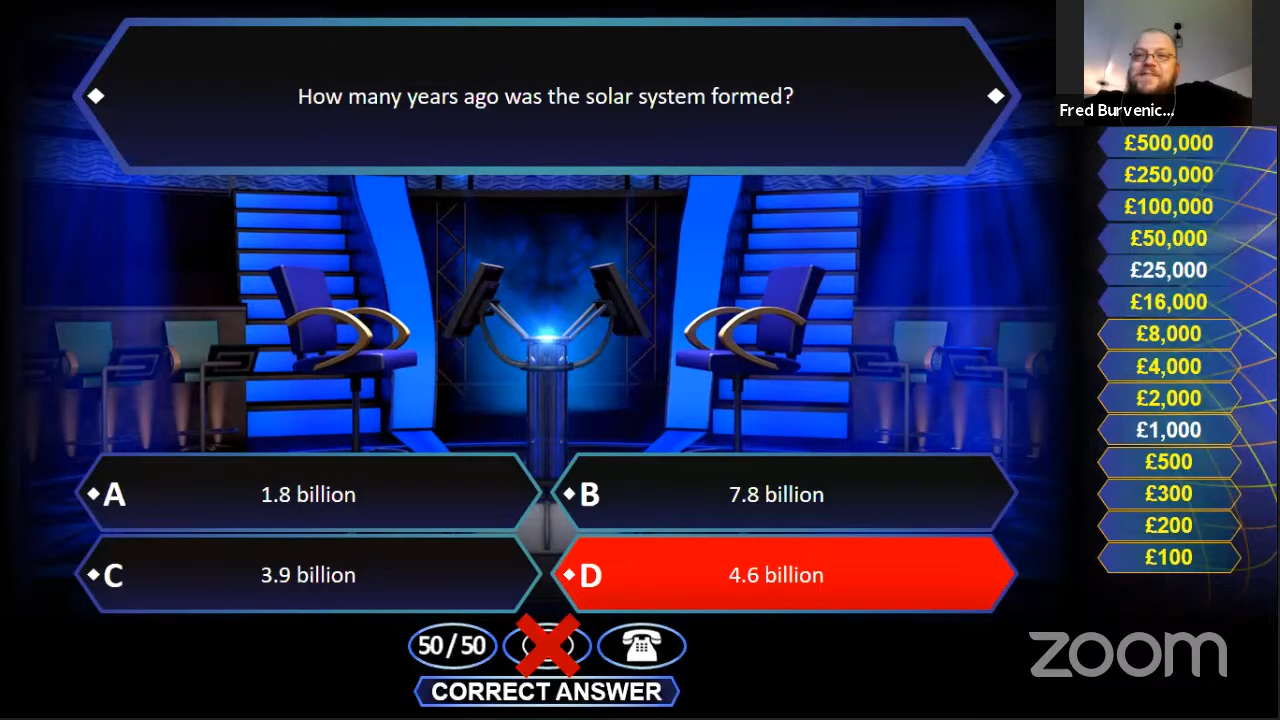 How many years ago was the solar system formed?
Fred Burvenic...
£500,000
£250,000
£100,000
£50,000
£25,000
£16,000
£8,000
£4,000
£2,000
£1,000
£500
£300
£200
£100
A 1.8 billion
B 7.8 billion
C 3.9 billion
D 4.6 billion
50/50
CORRECT ANSWER
zoom